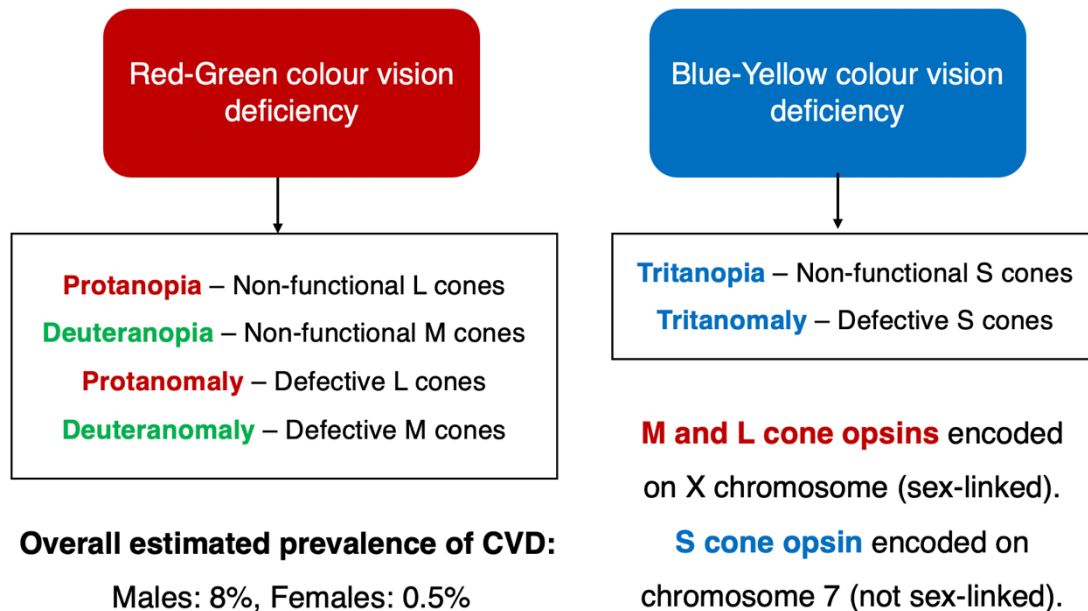 Red-Green colour vision
deficiency
Protanopia – Non-functional L cones
Deuteranopia – Non-functional M cones
Protanomaly – Defective L cones
Deuteranomaly – Defective M cones
Overall estimated prevalence of CVD:
Males: 8%, Females: 0.5%
Blue-Yellow colour vision
deficiency
Tritanopia – Non-functional S cones
Tritanomaly – Defective S cones
M and L cone opsins encoded
on X chromosome (sex-linked).
S cone opsin encoded on
chromosome 7 (not sex-linked).